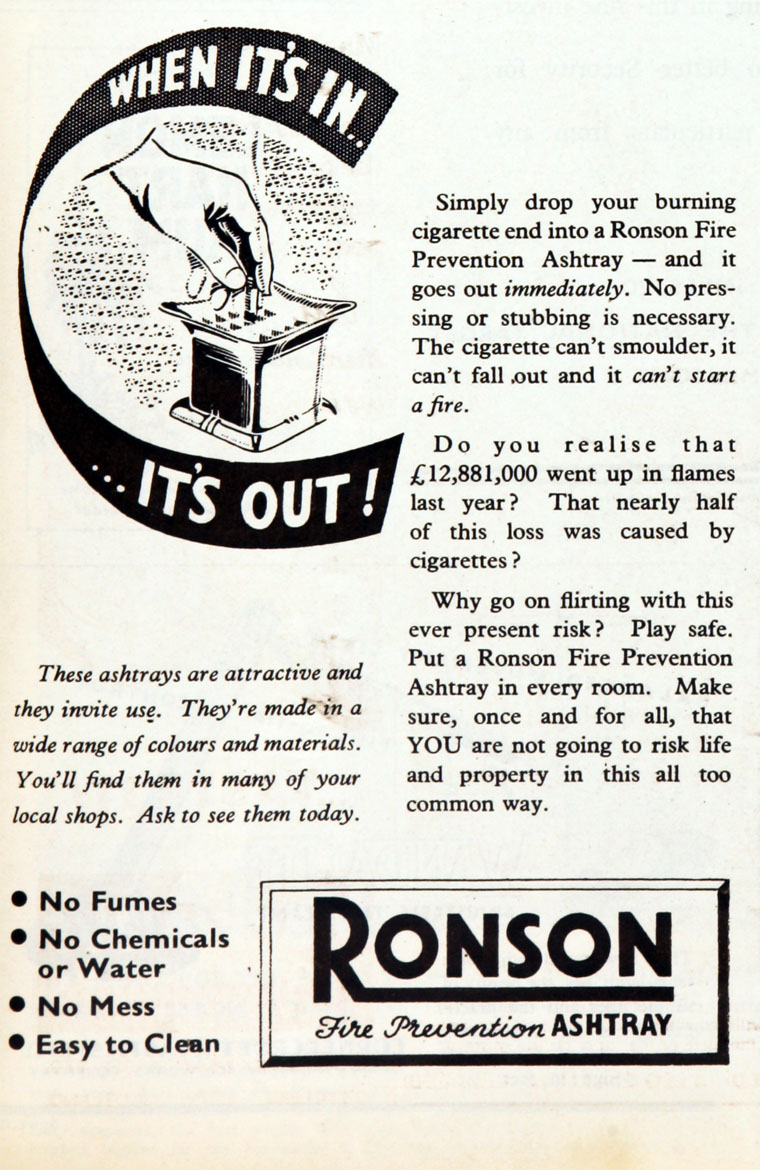 WHEN IT'S IN..
...IT'S OUT!
Simply drop your burning
cigarette end into a Ronson Fire
Prevention Ashtray — and it
goes out immediately. No pres-
sing or stubbing is necessary.
The cigarette can't smoulder, it
can't fall out and it can't start
a fire.
Do you realise that
£12,881,000 went up in flames
last year? That nearly half
of this loss was caused by
cigarettes?
Why go on flirting with this
ever present risk? Play safe.
Put a Ronson Fire Prevention
Ashtray in every room. Make
sure, once and for all, that
YOU are not going to risk life
and property in this all too
common way.
These ashtrays are attractive and
they invite use. They're made in a
wide range of colours and materials.
You'll find them in many of your
local shops. Ask to see them today.
• No Fumes
• No Chemicals
or Water
• No Mess
• Easy to Clean
RONSON
Fire Prevention ASHTRAY